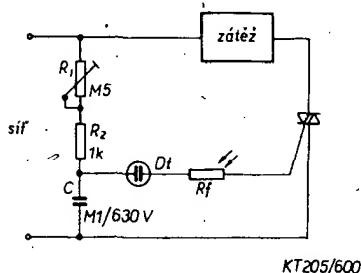 zátěž
R₁
M5
síť
R₂
1k
Dt
C
Rf
M1/630 V
KT205/600